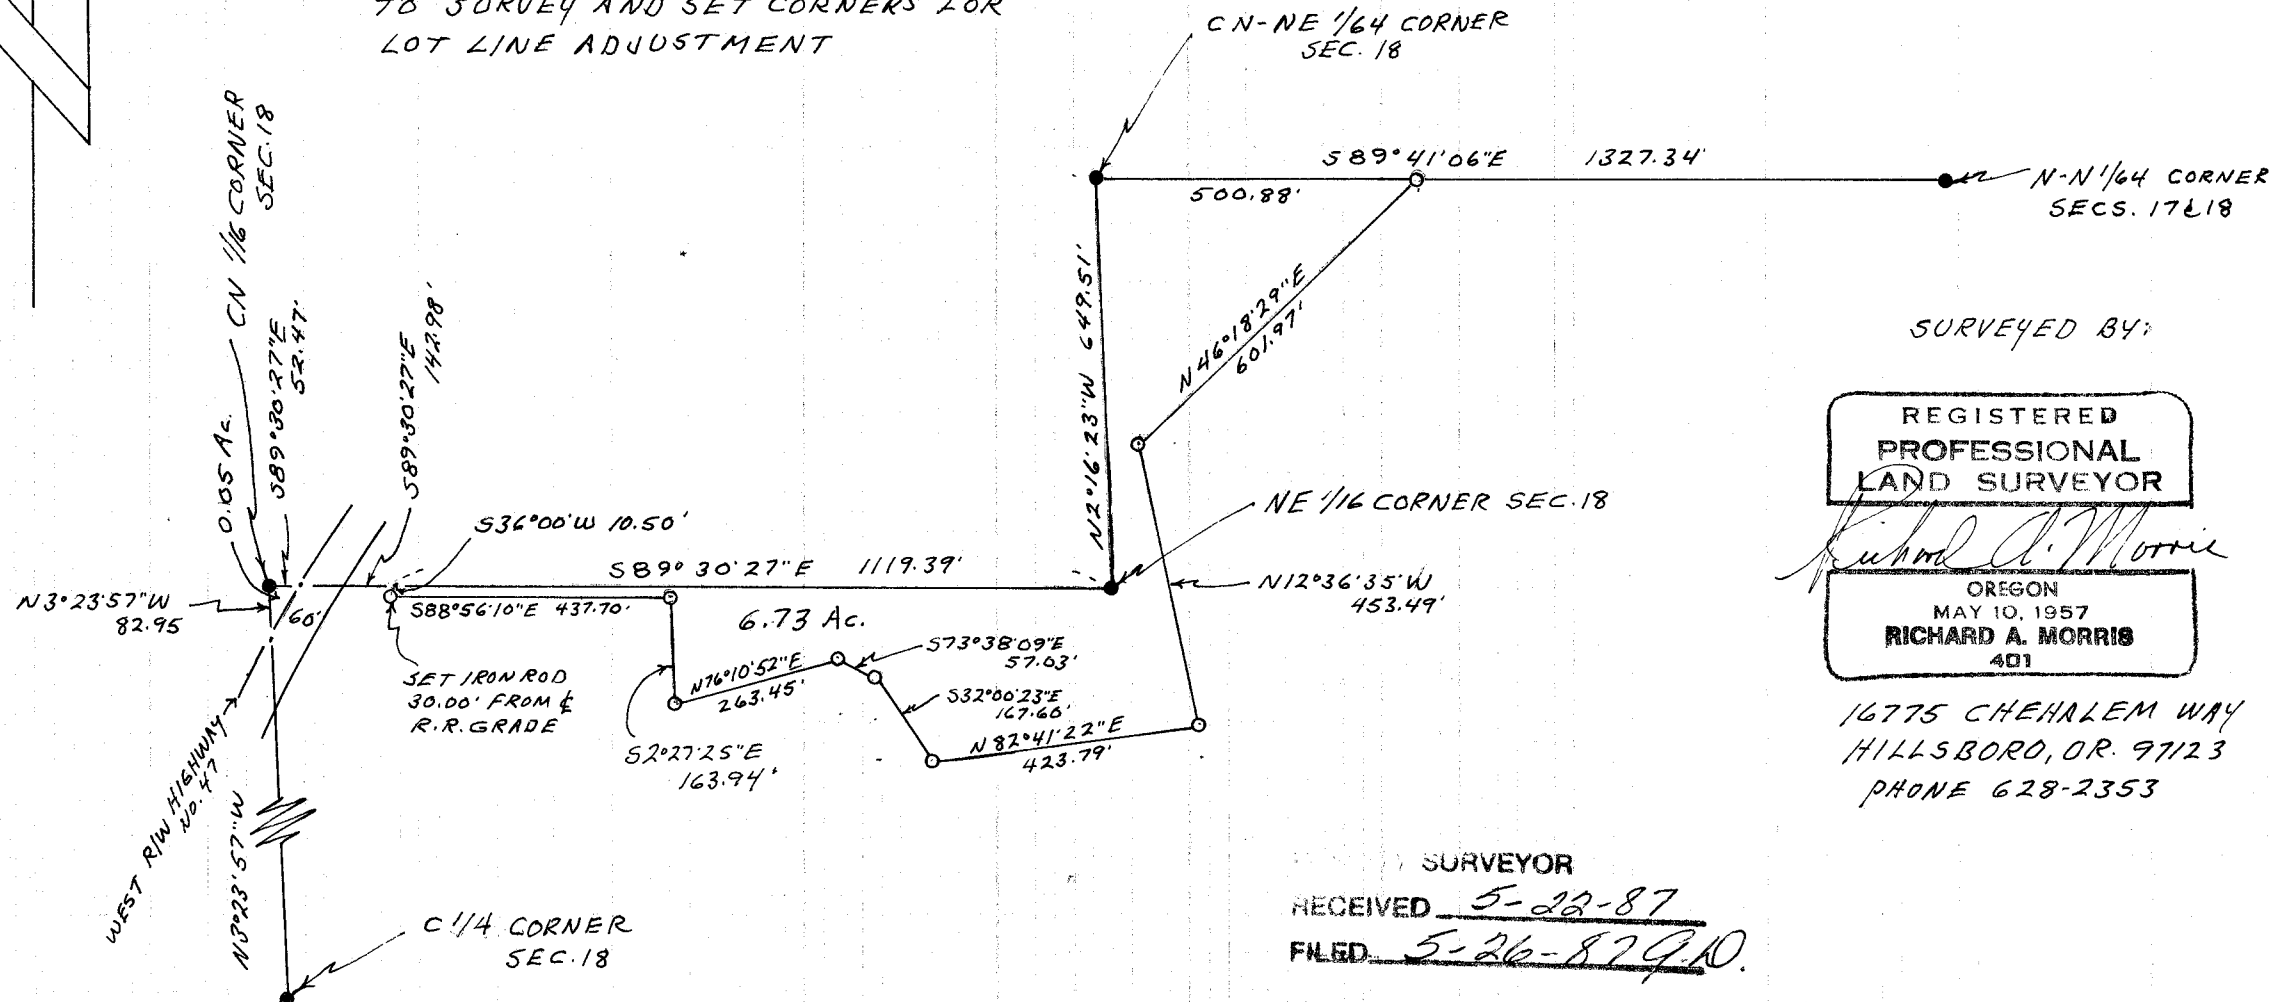 TO SURVEY AND SET CORNERS FOR
LOT LINE ADJUSTMENT
CN-NE 1/64 CORNER
SEC. 18
CN 1/16 CORNER
SEC. 18
S89°41'06"E 1327.34'
500.88'
N-N 1/64 CORNER
SECS. 17&18
0.05 Ac.
S89°30'27"E
52.47'
S89°30'27"E
142.98'
N2°16'23"W 649.51'
N46°18'29"E
601.97'
SURVEYED BY:
REGISTERED
PROFESSIONAL
LAND SURVEYOR
Richard A. Morris
OREGON
MAY 10, 1957
RICHARD A. MORRIS
401
16775 CHEHALEM WAY
HILLSBORO, OR. 97123
PHONE 628-2353
S36°00'W 10.50'
NE 1/16 CORNER SEC. 18
S89°30'27"E 1119.39'
N3°23'57"W
82.95
60'
S88°56'10"E 437.70'
6.73 Ac.
N12°36'35"W
453.49'
SET IRON ROD
30.00' FROM ℄
R.R. GRADE
N76°10'52"E
263.45'
S73°38'09"E
57.03'
S32°00'23"E
167.60'
S2°27'25"E
163.94'
N82°41'22"E
423.79'
WEST R/W HIGHWAY
NO. 47
N3°23'57"W
C 1/4 CORNER
SEC. 18
SURVEYOR
RECEIVED 5-22-87
FILED 5-26-87